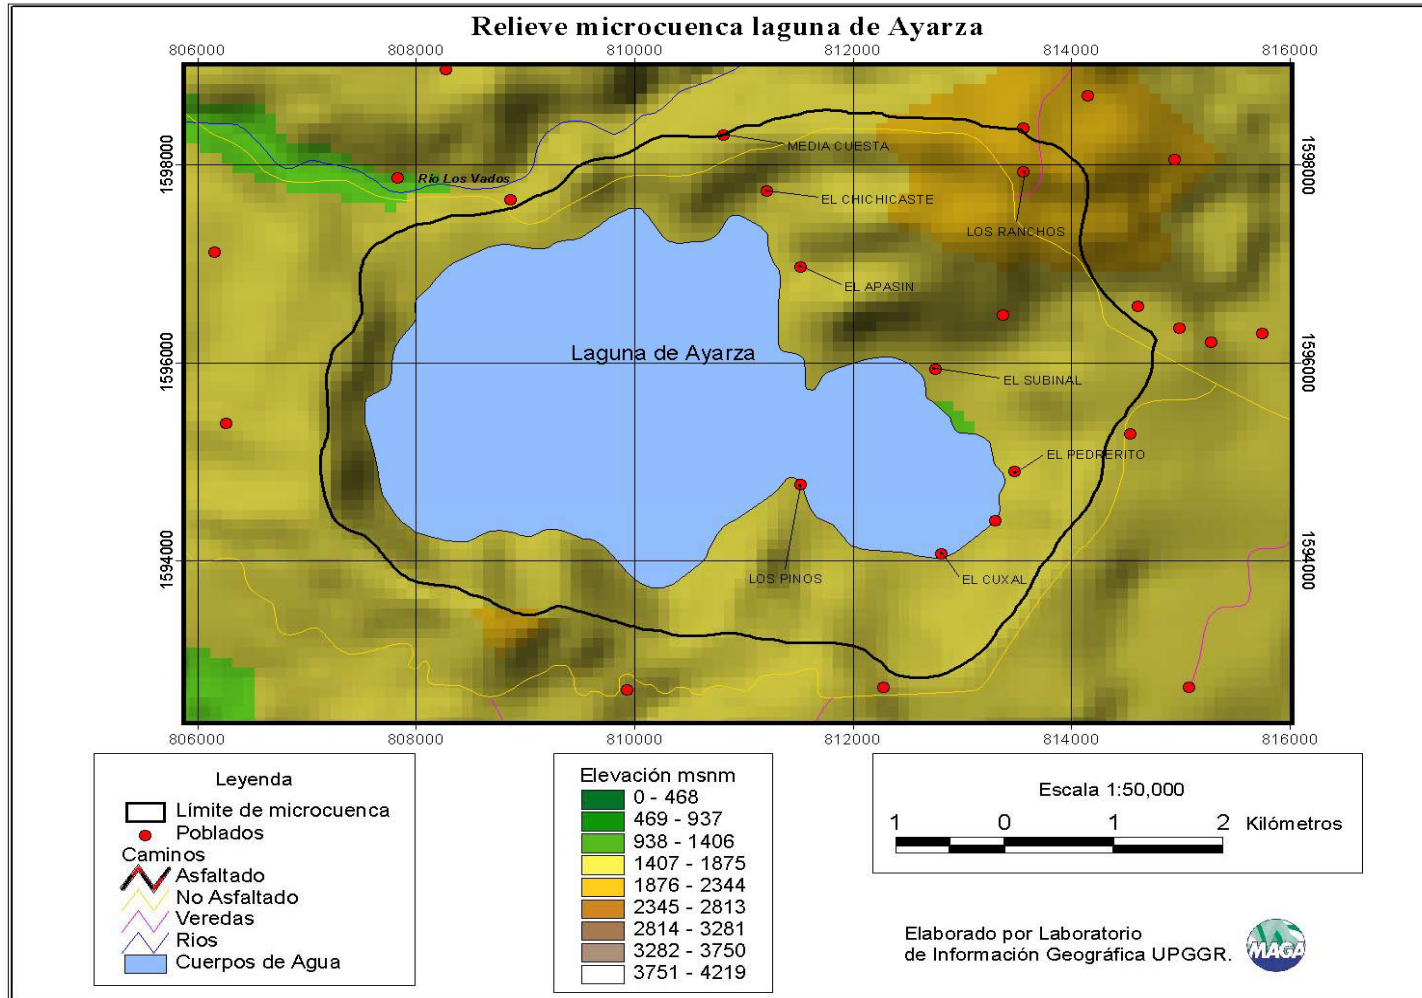 Relieve microcuenca laguna de Ayarza
806000 808000 810000 812000 814000 816000
1598000 1598000
MEDIA CUESTA
Río Los Vados
EL CHICHICASTE
LOS RANCHOS
EL APASIN
1596000 1596000
Laguna de Ayarza
EL SUBINAL
EL PEDRERITO
1594000 1594000
LOS PINOS
EL CUXAL
806000 808000 810000 812000 814000 816000
Leyenda
Límite de microcuenca
Poblados
Caminos
Asfaltado
No Asfaltado
Veredas
Rios
Cuerpos de Agua
Elevación msnm
0 - 468
469 - 937
938 - 1406
1407 - 1875
1876 - 2344
2345 - 2813
2814 - 3281
3282 - 3750
3751 - 4219
Escala 1:50,000
1 0 1 2 Kilómetros
Elaborado por Laboratorio
de Información Geográfica UPGGR.
MAGA